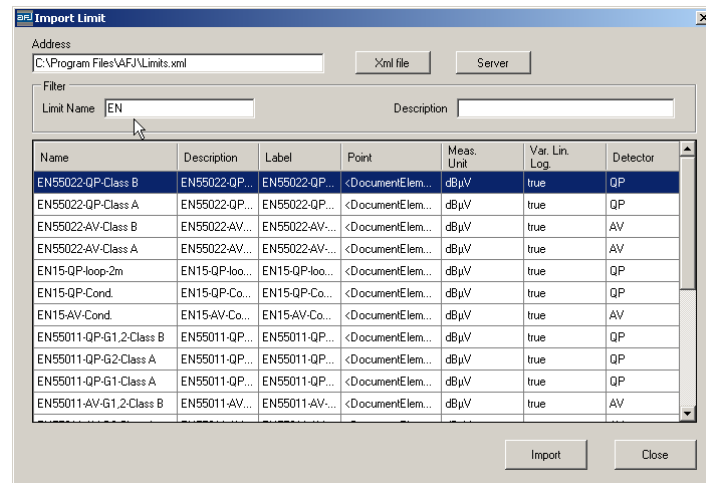 AFJ Import Limit
Address
C:\Program Files\AFJ\Limits.xml
Xml file
Server
Filter
Limit Name EN
Description
Name Description Label Point Meas. Unit Var. Lin. Log. Detector
EN55022-QP-Class B EN55022-QP... EN55022-QP... <DocumentElem... dBµV true QP
EN55022-QP-Class A EN55022-QP... EN55022-QP... <DocumentElem... dBµV true QP
EN55022-AV-Class B EN55022-AV... EN55022-AV-... <DocumentElem... dBµV true AV
EN55022-AV-Class A EN55022-AV... EN55022-AV-... <DocumentElem... dBµV true AV
EN15-QP-loop-2m EN15-QP-loo... EN15-QP-loo... <DocumentElem... dBµV true QP
EN15-QP-Cond. EN15-QP-Co... EN15-QP-Co... <DocumentElem... dBµV true QP
EN15-AV-Cond. EN15-AV-Co... EN15-AV-Co... <DocumentElem... dBµV true AV
EN55011-QP-G1,2-Class B EN55011-QP... EN55011-QP... <DocumentElem... dBµV true QP
EN55011-QP-G2-Class A EN55011-QP... EN55011-QP... <DocumentElem... dBµV true QP
EN55011-QP-G1-Class A EN55011-QP... EN55011-QP... <DocumentElem... dBµV true QP
EN55011-AV-G1,2-Class B EN55011-AV... EN55011-AV-... <DocumentElem... dBµV true AV
Import
Close